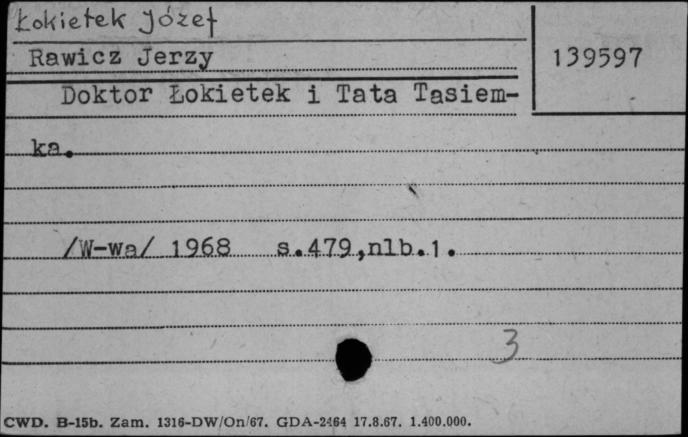 Łokietek Józef
Rawicz Jerzy
139597
Doktor Łokietek i Tata Tasiem-
ka.
/W-wa/ 1968 s.479,nlb.1.
3
CWD. B-15b. Zam. 1316-DW/On/67. GDA-2464 17.8.67. 1.400.000.